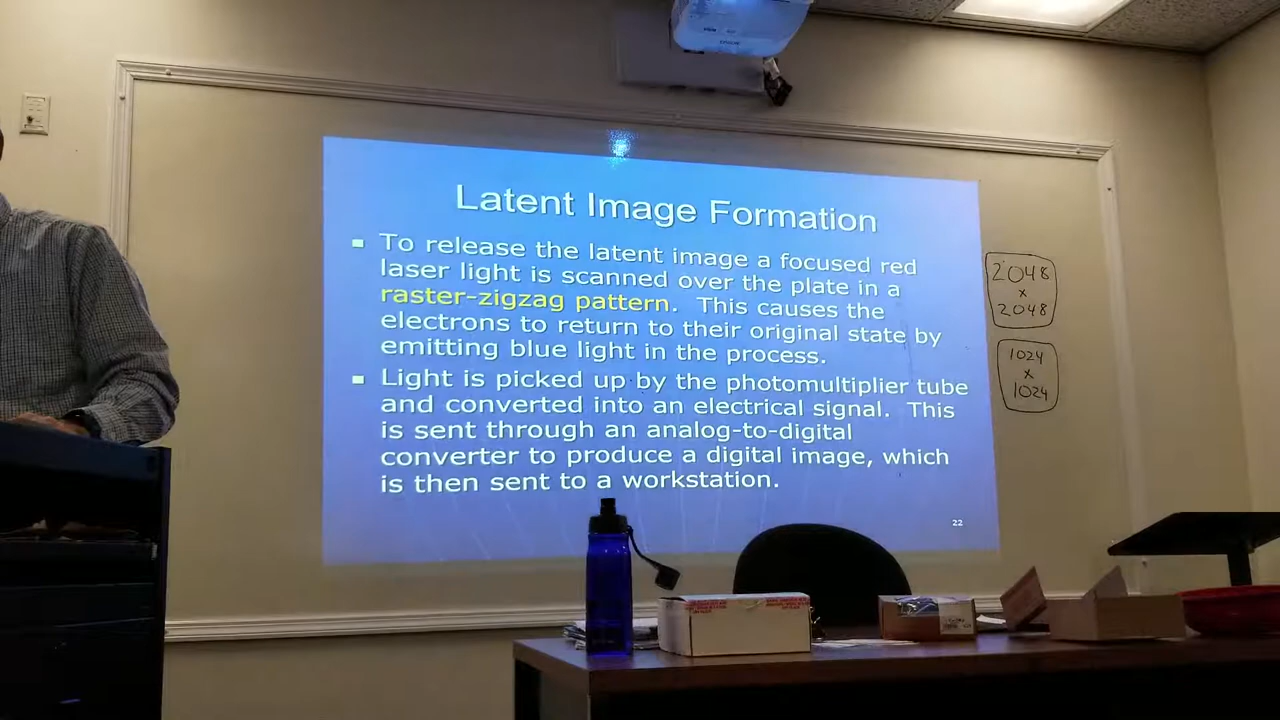 Latent Image Formation
To release the latent image a focused red
laser light is scanned over the plate in a
raster-zigzag pattern. This causes the
electrons to return to their original state by
emitting blue light in the process.
Light is picked up by the photomultiplier tube
and converted into an electrical signal. This
is sent through an analog-to-digital
converter to produce a digital image, which
is then sent to a workstation.
22
2048
x
2048
1024
x
1024
EPSON